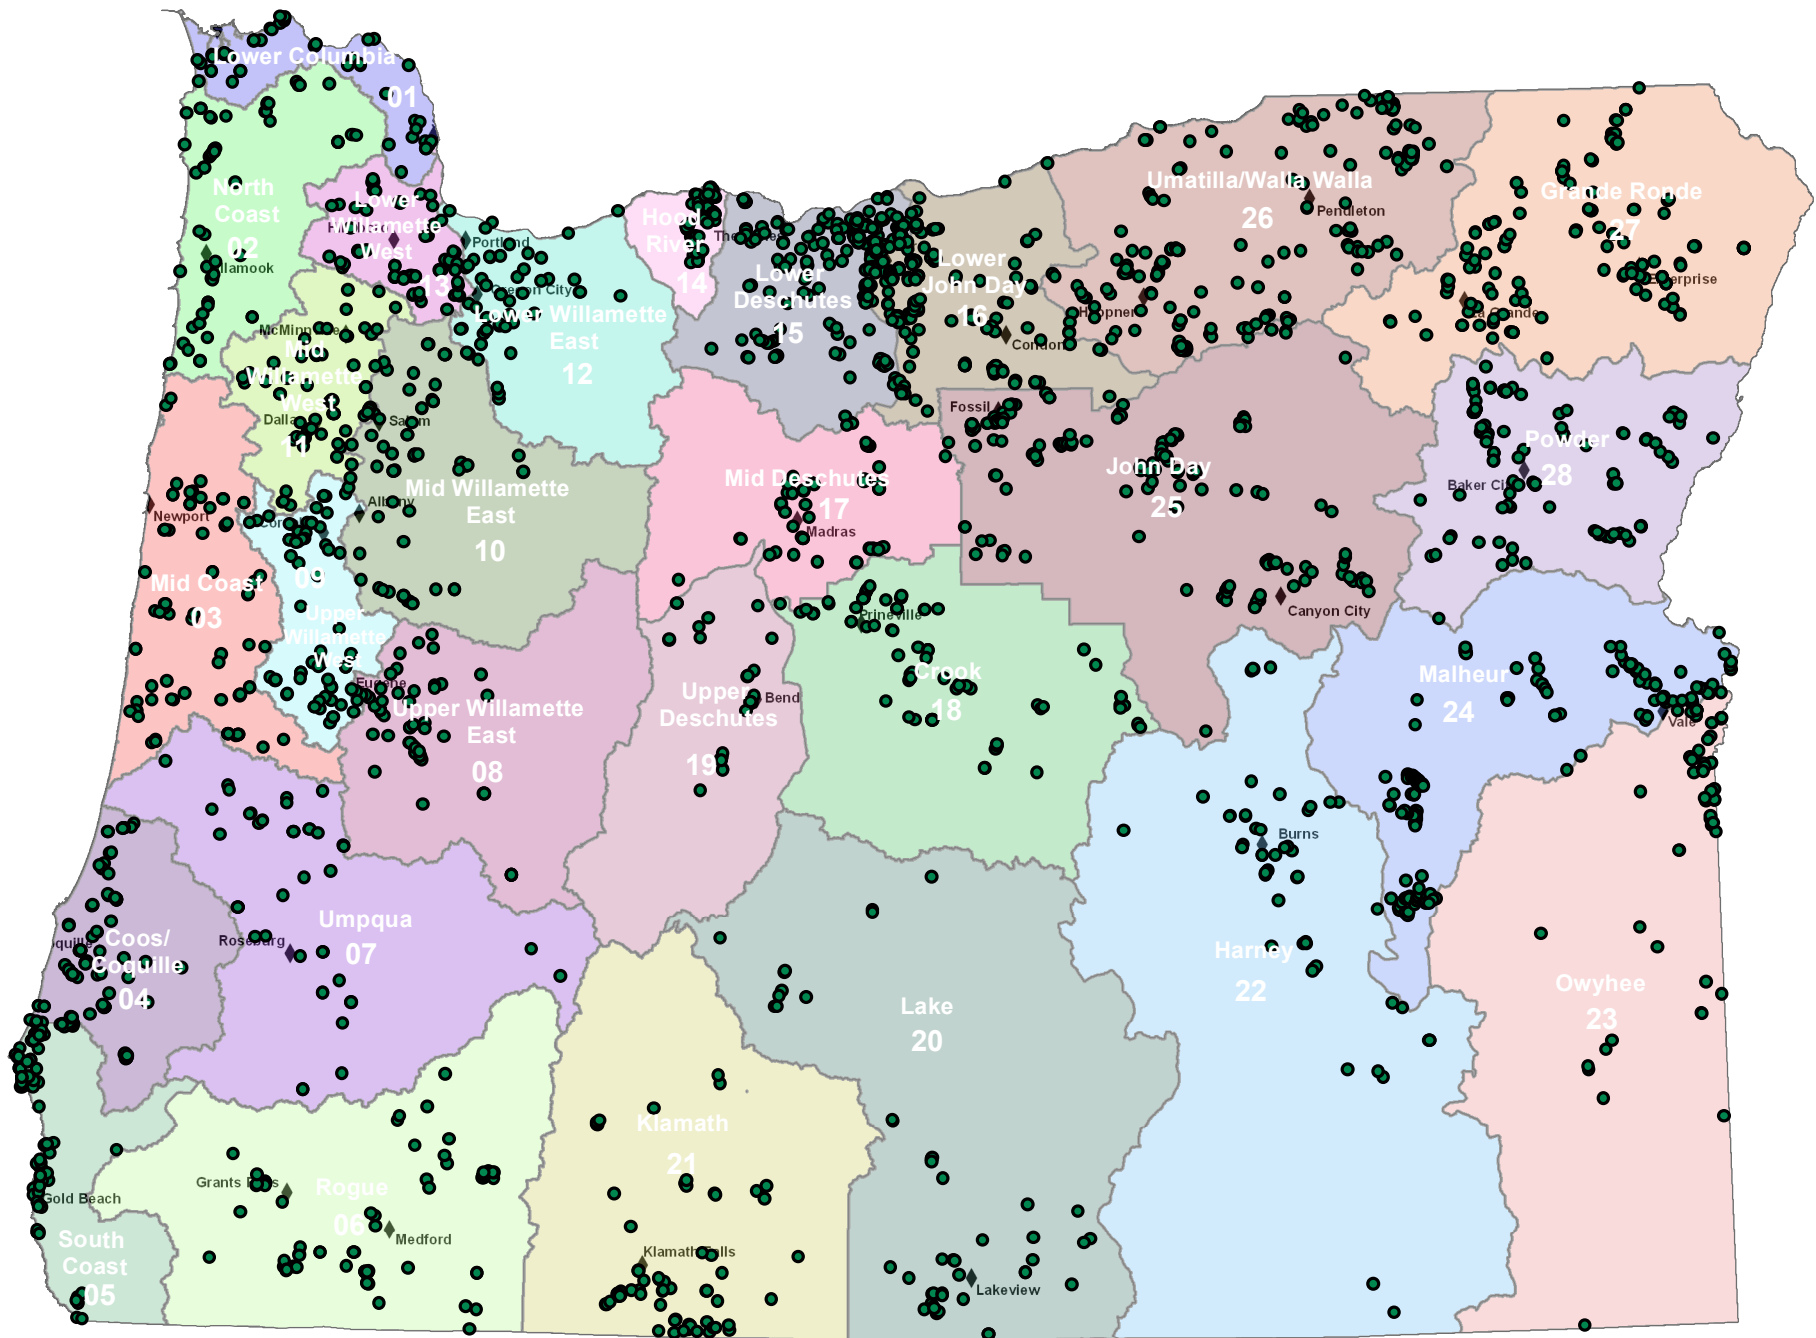 Lower Columbia
01
North
Coast
02
Lower
Willamette
West
13
Portland
Oregon City
Hood
River
14
Lower
Deschutes
15
Lower
John Day
16
Condon
Umatilla/Walla Walla
26
Pendleton
Heppner
Grande Ronde
27
Enterprise
La Grande
Lower Willamette
East
12
Mid
Willamette
West
11
Salem
Fossil
Mid Deschutes
17
Madras
John Day
25
Canyon City
Powder
28
Baker City
Newport
Albany
Mid Willamette
East
10
Mid Coast
03
09
Upper
Willamette
West
Eugene
Upper Willamette
East
08
Upper
Deschutes
19
Bend
Prineville
Crook
18
Malheur
24
Vale
Burns
Harney
22
Owyhee
23
Umpqua
07
Roseburg
Coos/
Coquille
04
Lake
20
Lakeview
Klamath
21
Klamath Falls
Rogue
06
Grants Pass
Medford
Gold Beach
South
Coast
05